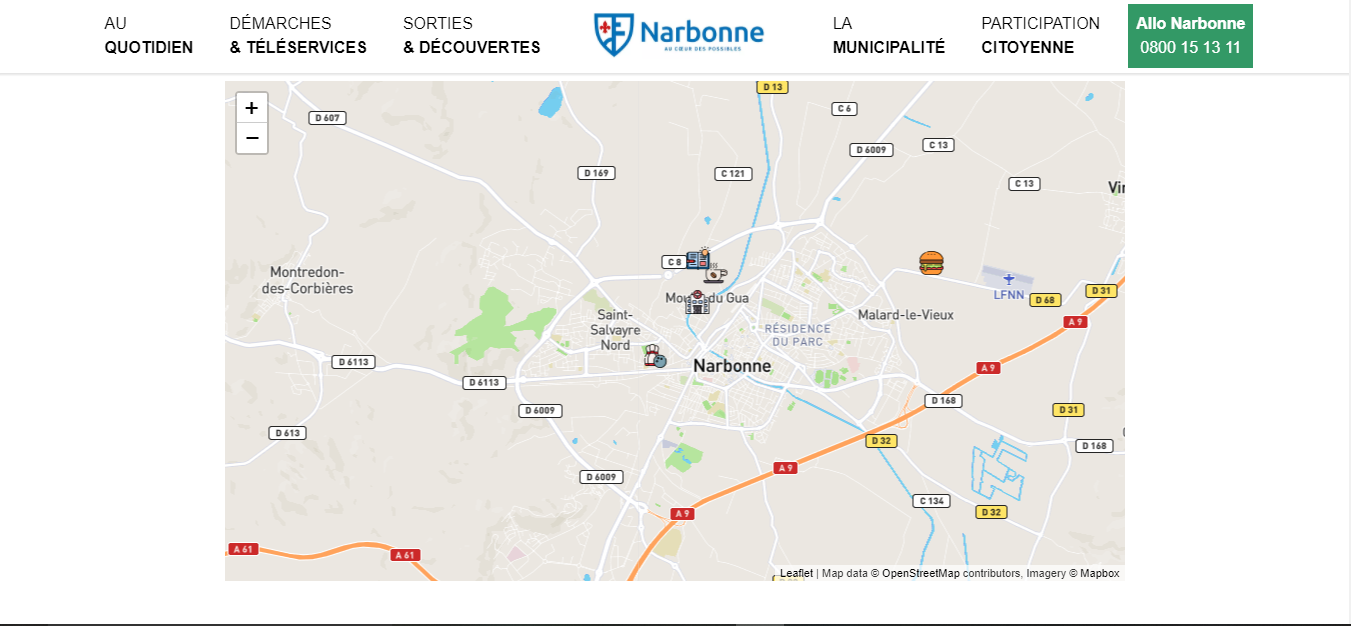 AU
QUOTIDIEN
DÉMARCHES
& TÉLÉSERVICES
SORTIES
& DÉCOUVERTES
Narbonne
AU CŒUR DES POSSIBLES
LA
MUNICIPALITÉ
PARTICIPATION
CITOYENNE
Allo Narbonne
0800 15 13 11
+
−
D 607
D 13
C 6
D 6009
C 13
D 169
C 121
C 13
Vir
C 8
Montredon-
des-Corbières
du Gua
LFNN
D 68
D 31
Saint-
Salvayre
Nord
RÉSIDENCE
DU PARC
Malard-le-Vieux
A 9
D 6113
Narbonne
A 9
D 6113
D 168
D 6009
D 31
D 613
D 32
D 168
A 9
D 6009
C 134
A 9
D 32
A 61
A 61
Leaflet | Map data © OpenStreetMap contributors, Imagery © Mapbox